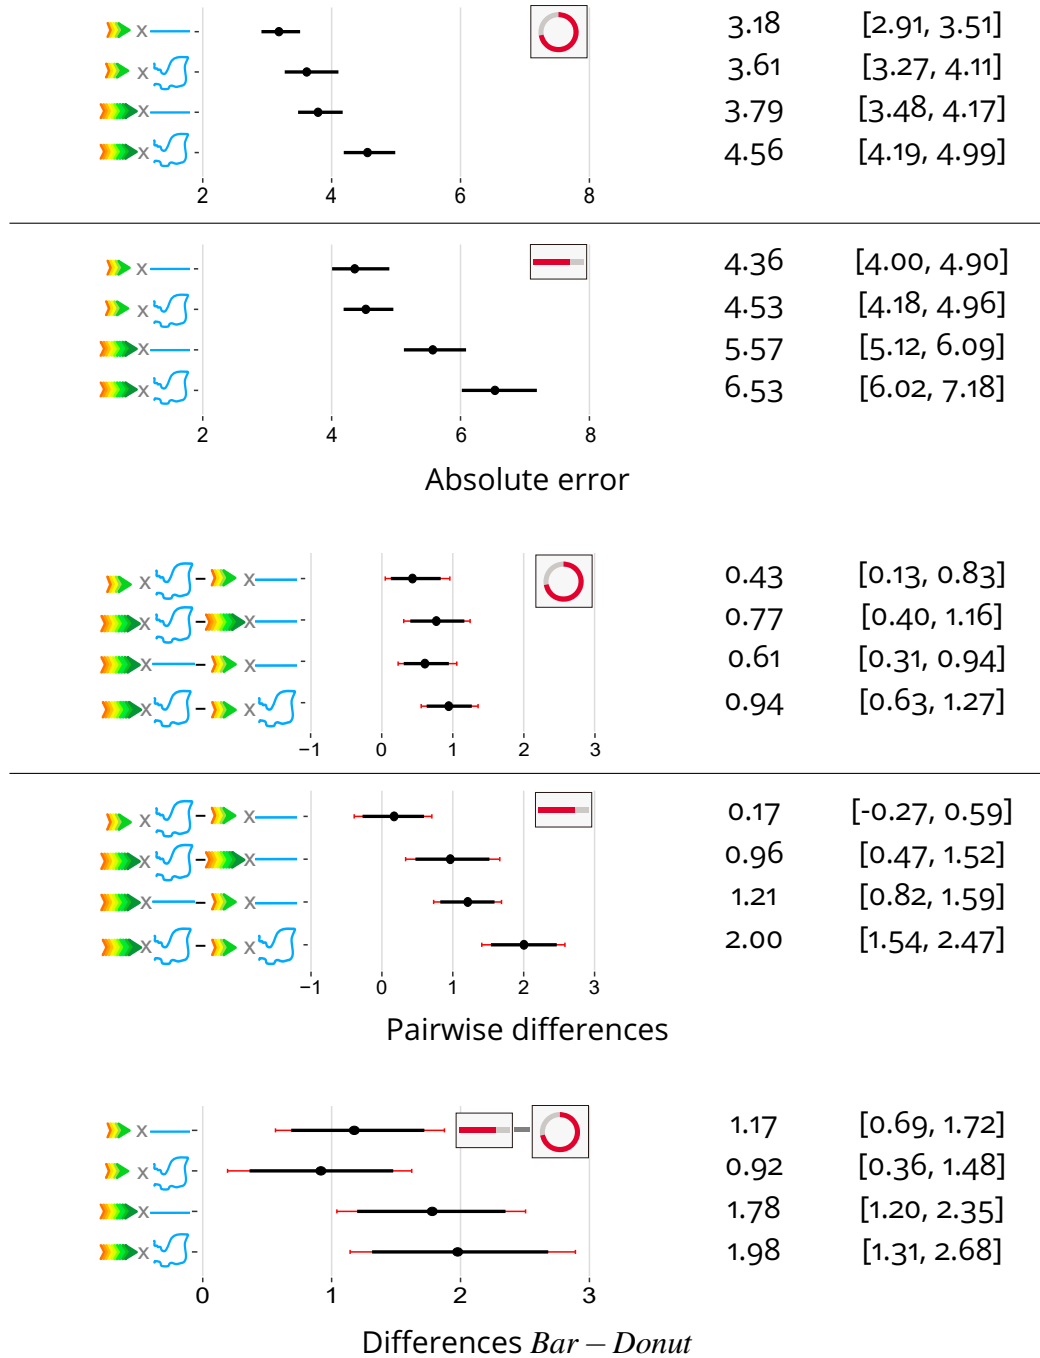 x 3.18 [2.91, 3.51]
x 3.61 [3.27, 4.11]
x 3.79 [3.48, 4.17]
x 4.56 [4.19, 4.99]
2 4 6 8
x 4.36 [4.00, 4.90]
x 4.53 [4.18, 4.96]
x 5.57 [5.12, 6.09]
x 6.53 [6.02, 7.18]
2 4 6 8
Absolute error
x – x 0.43 [0.13, 0.83]
x – x 0.77 [0.40, 1.16]
x – x 0.61 [0.31, 0.94]
x – x 0.94 [0.63, 1.27]
−1 0 1 2 3
x – x 0.17 [-0.27, 0.59]
x – x 0.96 [0.47, 1.52]
x – x 1.21 [0.82, 1.59]
x – x 2.00 [1.54, 2.47]
−1 0 1 2 3
Pairwise differences
x 1.17 [0.69, 1.72]
x 0.92 [0.36, 1.48]
x 1.78 [1.20, 2.35]
x 1.98 [1.31, 2.68]
0 1 2 3
Differences Bar – Donut